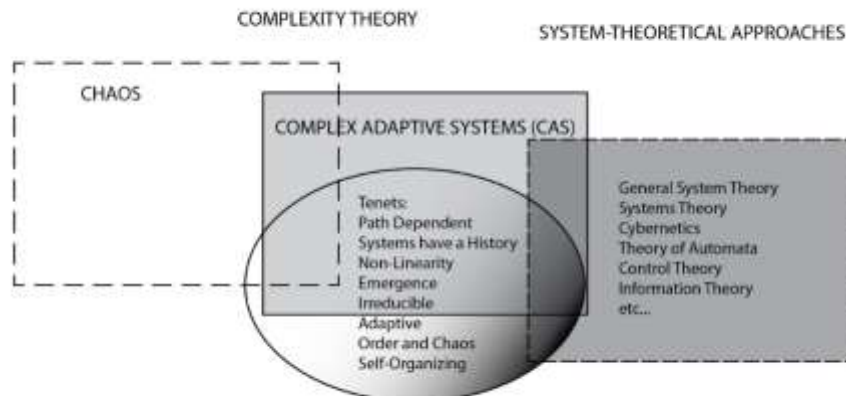 COMPLEXITY THEORY
SYSTEM-THEORETICAL APPROACHES
CHAOS
COMPLEX ADAPTIVE SYSTEMS (CAS)
Tenets:
Path Dependent
Systems have a History
Non-Linearity
Emergence
Irreducible
Adaptive
Order and Chaos
Self-Organizing
General System Theory
Systems Theory
Cybernetics
Theory of Automata
Control Theory
Information Theory
etc...